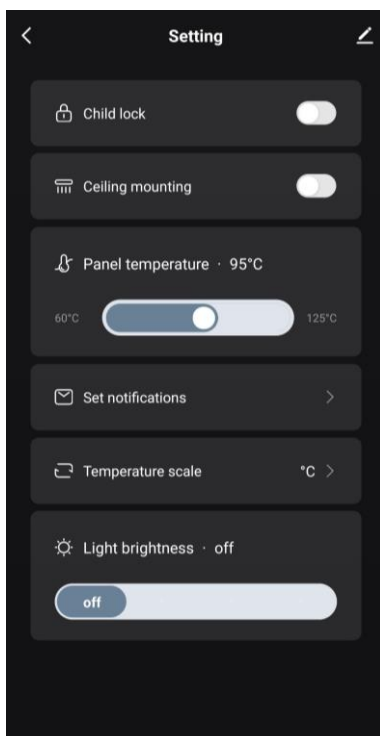 Setting
Child lock
Ceiling mounting
Panel temperature · 95°C
60°C 125°C
Set notifications
Temperature scale °C
Light brightness · off
off